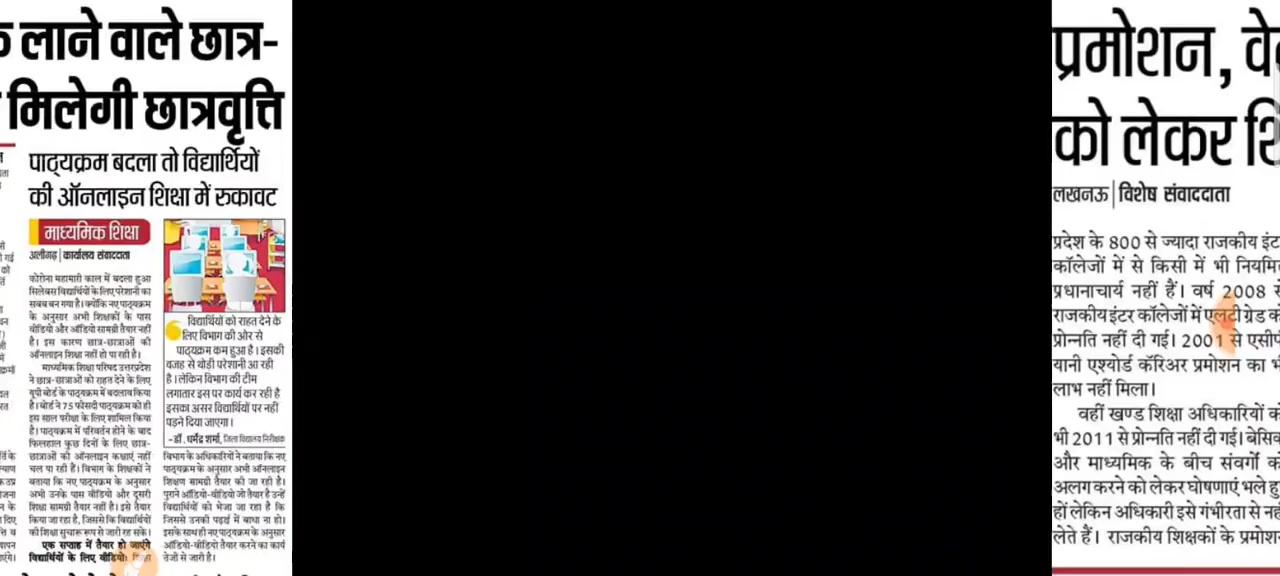 लाने वाले छात्र-
मिलेगी छात्रवृत्ति
पाठ्यक्रम बदला तो विद्यार्थियों
की ऑनलाइन शिक्षा में रुकावट
माध्यमिक शिक्षा
अलीगढ़ | कार्यालय संवाददाता
कोरोना महामारी काल में बदला हुआ
सिलेबस विद्यार्थियों के लिए परेशानी का
सबब बन गया है। क्योंकि नए पाठ्यक्रम
के अनुसार अभी शिक्षकों के पास
वीडियो और ऑडियो सामग्री तैयार नहीं
है। इस कारण छात्र-छात्राओं की
ऑनलाइन शिक्षा नहीं हो पा रही है।
माध्यमिक शिक्षा परिषद उत्तरप्रदेश
ने छात्र-छात्राओं को राहत देने के लिए
यूपी बोर्ड के पाठ्यक्रम में बदलाव किया
है। बोर्ड ने 75 फीसदी पाठ्यक्रम को ही
इस साल परीक्षा के लिए शामिल किया
है। पाठ्यक्रम में परिवर्तन होने के बाद
फिलहाल कुछ दिनों के लिए छात्र-
छात्राओं की ऑनलाइन कक्षाएं नहीं
चल पा रही हैं। विभाग के शिक्षकों ने
बताया कि नए पाठ्यक्रम के अनुसार
अभी उनके पास वीडियो और दूसरी
शिक्षा सामग्री तैयार नहीं है। इसे तैयार
किया जा रहा है, जिससे कि विद्यार्थियों
की शिक्षा सुचारू रूप से जारी रह सके।
एक सप्ताह में तैयार हो जाएंगे
विद्यार्थियों के लिए वीडियो:
विद्यार्थियों को राहत देने के
लिए विभाग की ओर से
पाठ्यक्रम कम हुआ है। इसकी
वजह से थोड़ी परेशानी आ रही
है। लेकिन विभाग की टीम
लगातार इस पर कार्य कर रही है
इसका असर विद्यार्थियों पर नहीं
पड़ने दिया जाएगा।
-डॉ. धर्मेंद्र शर्मा, जिला विद्यालय निरीक्षक
विभाग के अधिकारियों ने बताया कि नए
पाठ्यक्रम के अनुसार अभी ऑनलाइन
शिक्षण सामग्री तैयार की जा रही है।
पुराने ऑडियो-वीडियो जो तैयार है उन्हें
विद्यार्थियों को भेजा जा रहा है कि
जिससे उनकी पढ़ाई में बाधा ना हो।
इसके साथ ही नए पाठ्यक्रम के अनुसार
ऑडियो-वीडियो तैयार करने का कार्य
तेजी से जारी है।
प्रमोशन,
को लेकर
लखनऊ | विशेष संवाददाता
प्रदेश के 800 से ज्यादा राजकीय इंट
कॉलेजों में से किसी में भी नियमि
प्रधानाचार्य नहीं हैं। वर्ष 2008 से
राजकीय इंटर कॉलेजों में एलटी ग्रेड क
प्रोन्नति नहीं दी गई। 2001 से एसीपी
यानी एश्योर्ड कॅरिअर प्रमोशन का भ
लाभ नहीं मिला।
वहीं खण्ड शिक्षा अधिकारियों क
भी 2011 से प्रोन्नति नहीं दी गई। बेसिक
और माध्यमिक के बीच संवर्गों क
अलग करने को लेकर घोषणाएं भले हु
हों लेकिन अधिकारी इसे गंभीरता से नहीं
लेते हैं। राजकीय शिक्षकों के प्रमोशन